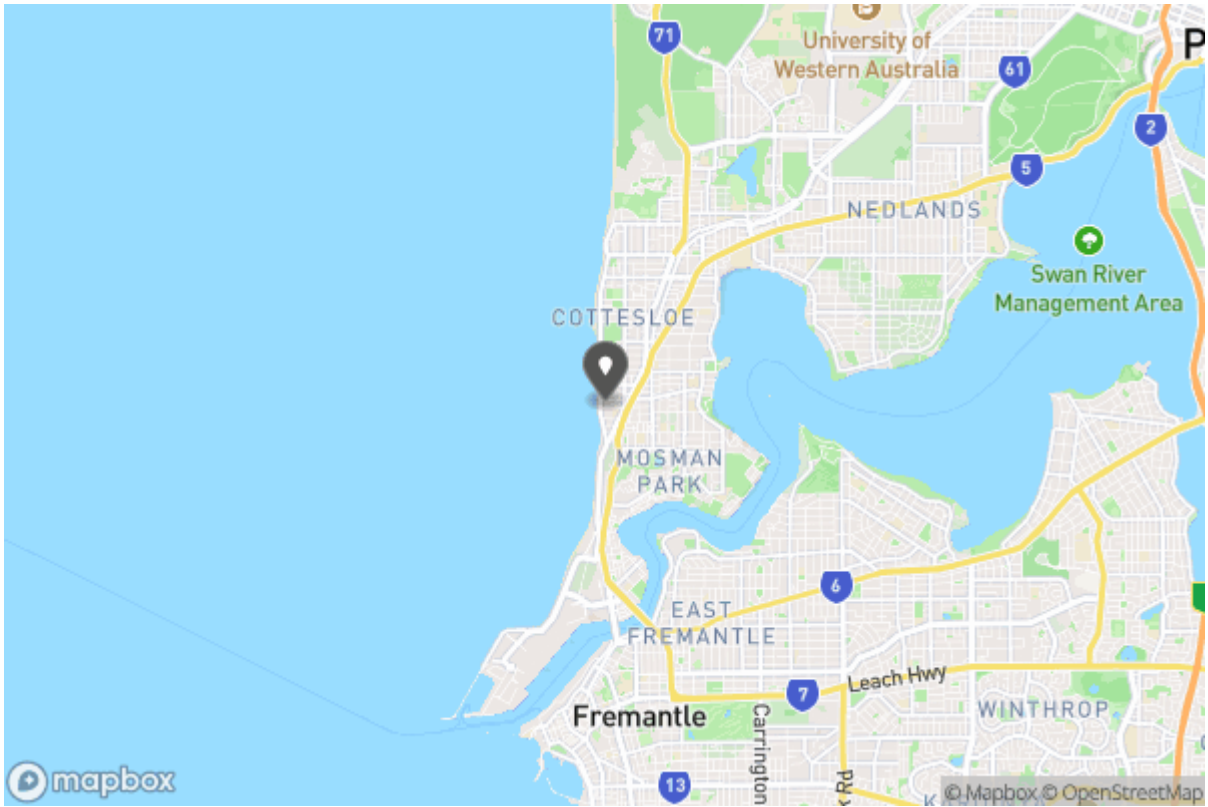 71
University of
Western Australia
61
P
2
5
NEDLANDS
Swan River
Management Area
COTTESLOE
MOSMAN
PARK
6
EAST
FREMANTLE
Leach Hwy
7
Fremantle
Carrington
WINTHROP
13
Rd
mapbox
© Mapbox © OpenStreetMap